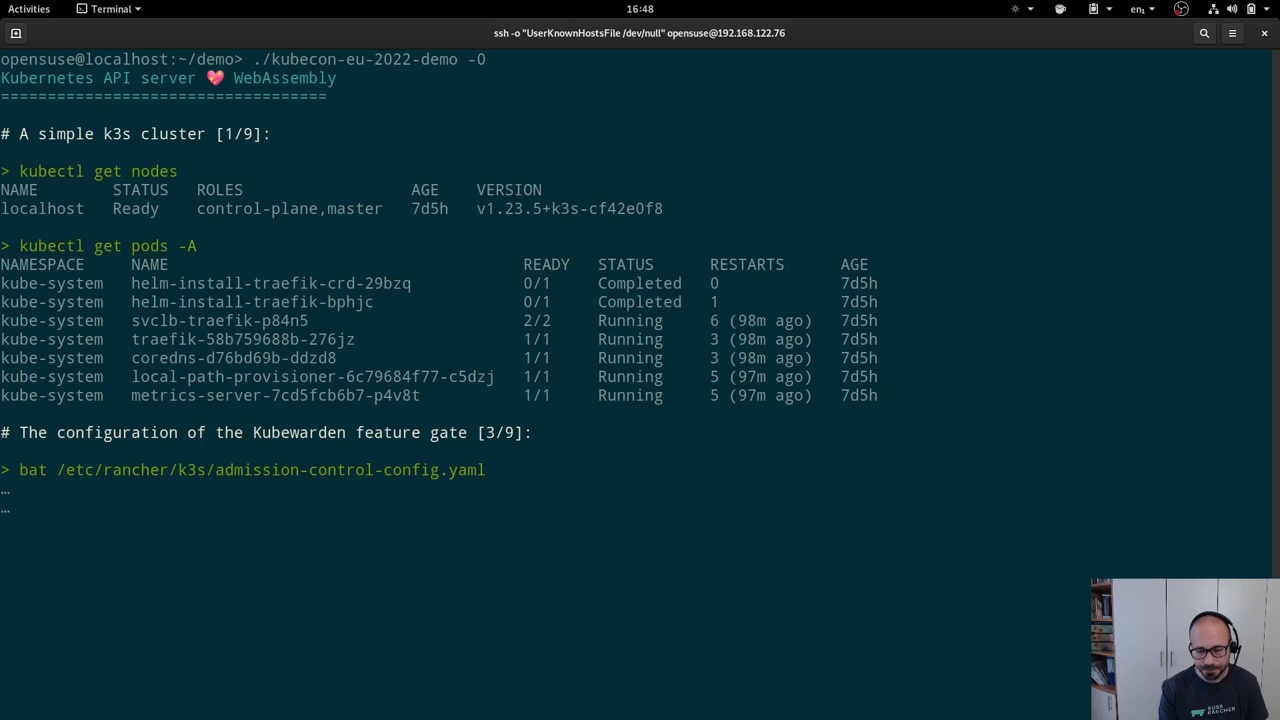 Activities Terminal 16:48 en₁
ssh -o "UserKnownHostsFile /dev/null" opensuse@192.168.122.76
opensuse@localhost:~/demo> ./kubecon-eu-2022-demo -0
Kubernetes API server 💖 WebAssembly
===================================
# A simple k3s cluster [1/9]:
> kubectl get nodes
NAME STATUS ROLES AGE VERSION
localhost Ready control-plane,master 7d5h v1.23.5+k3s-cf42e0f8
> kubectl get pods -A
NAMESPACE NAME READY STATUS RESTARTS AGE
kube-system helm-install-traefik-crd-29bzq 0/1 Completed 0 7d5h
kube-system helm-install-traefik-bphjc 0/1 Completed 1 7d5h
kube-system svclb-traefik-p84n5 2/2 Running 6 (98m ago) 7d5h
kube-system traefik-58b759688b-276jz 1/1 Running 3 (98m ago) 7d5h
kube-system coredns-d76bd69b-ddzd8 1/1 Running 3 (98m ago) 7d5h
kube-system local-path-provisioner-6c79684f77-c5dzj 1/1 Running 5 (97m ago) 7d5h
kube-system metrics-server-7cd5fcb6b7-p4v8t 1/1 Running 5 (97m ago) 7d5h
# The configuration of the Kubewarden feature gate [3/9]:
> bat /etc/rancher/k3s/admission-control-config.yaml
…
…
SUSE
RANCHER